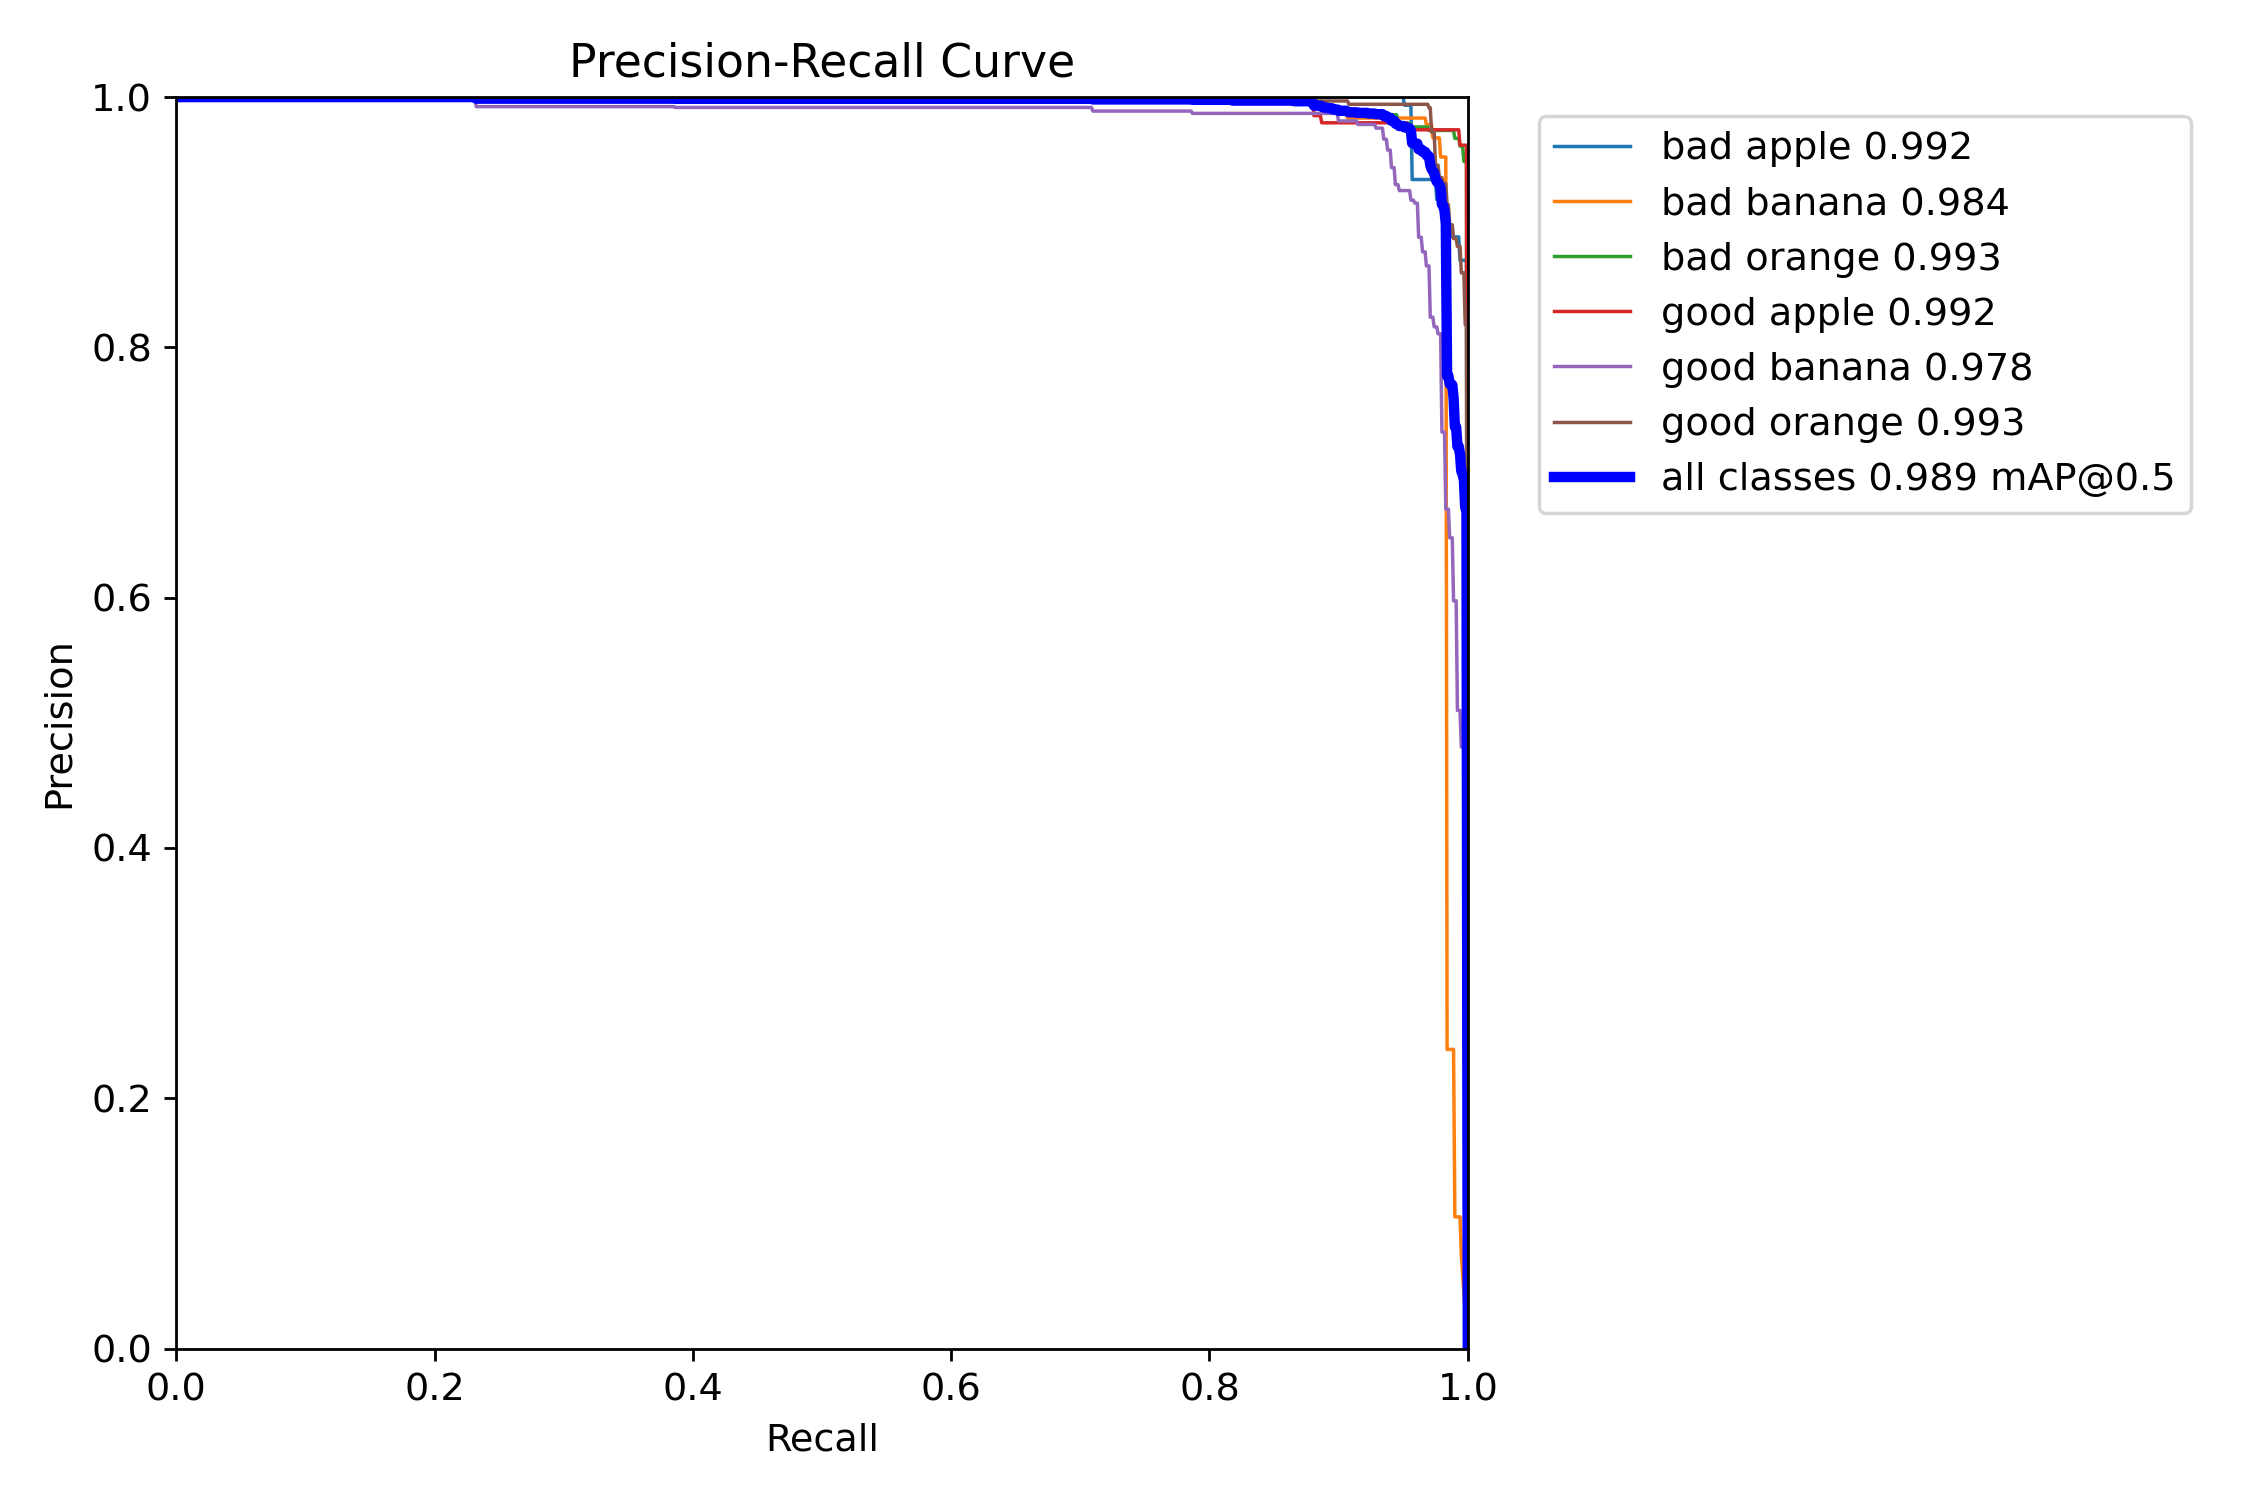 Precision-Recall Curve
1.0
0.8
0.6
0.4
0.2
0.0
Precision
0.0 0.2 0.4 0.6 0.8 1.0
Recall
bad apple 0.992
bad banana 0.984
bad orange 0.993
good apple 0.992
good banana 0.978
good orange 0.993
all classes 0.989 mAP@0.5